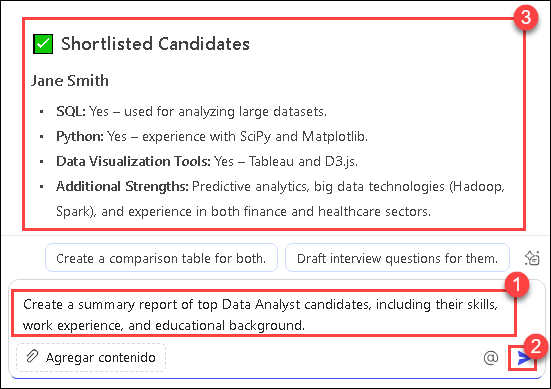 3
✅ Shortlisted Candidates
Jane Smith
• SQL: Yes – used for analyzing large datasets.
• Python: Yes – experience with SciPy and Matplotlib.
• Data Visualization Tools: Yes – Tableau and D3.js.
• Additional Strengths: Predictive analytics, big data technologies (Hadoop,
Spark), and experience in both finance and healthcare sectors.
Create a comparison table for both. Draft interview questions for them.
1
Create a summary report of top Data Analyst candidates, including their skills,
work experience, and educational background.
2
Agregar contenido @